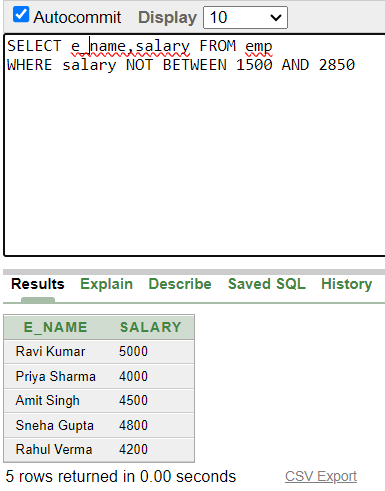 Autocommit Display 10
SELECT e_name,salary FROM emp
WHERE salary NOT BETWEEN 1500 AND 2850
Results Explain Describe Saved SQL History
E_NAME SALARY
Ravi Kumar 5000
Priya Sharma 4000
Amit Singh 4500
Sneha Gupta 4800
Rahul Verma 4200
5 rows returned in 0.00 seconds CSV Export